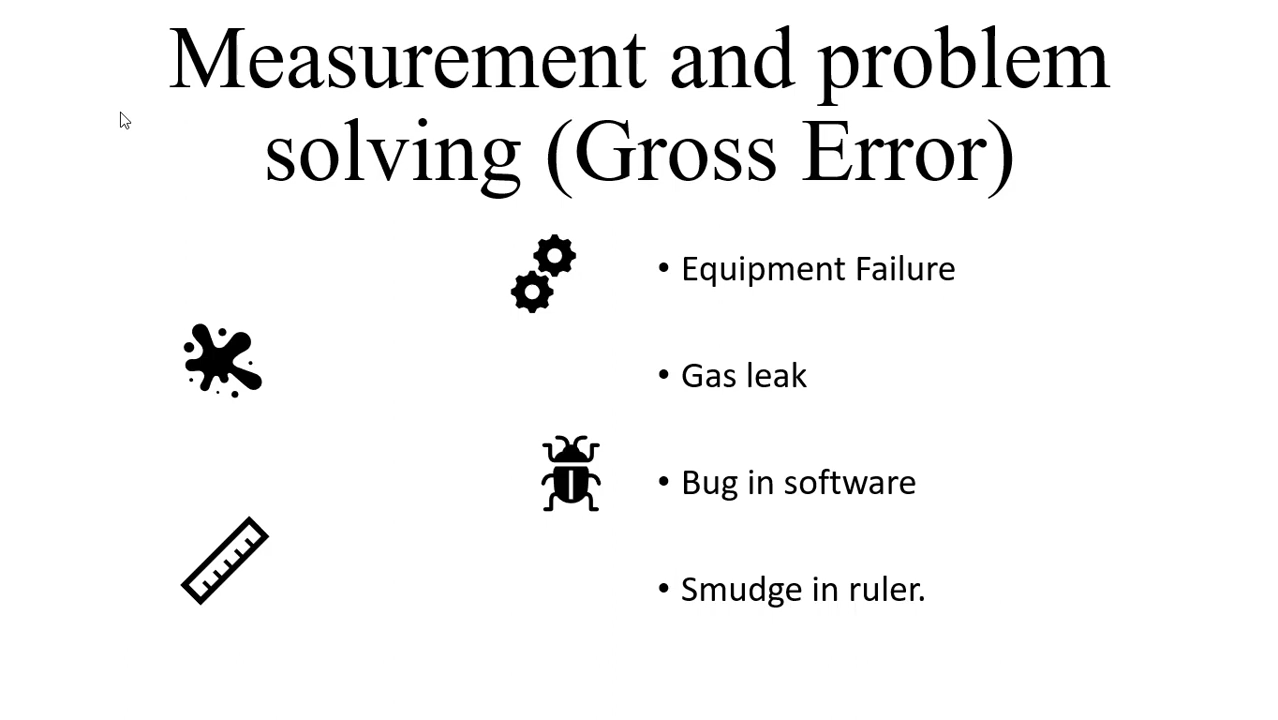 Measurement and problem
solving (Gross Error)
• Equipment Failure
• Gas leak
• Bug in software
• Smudge in ruler.